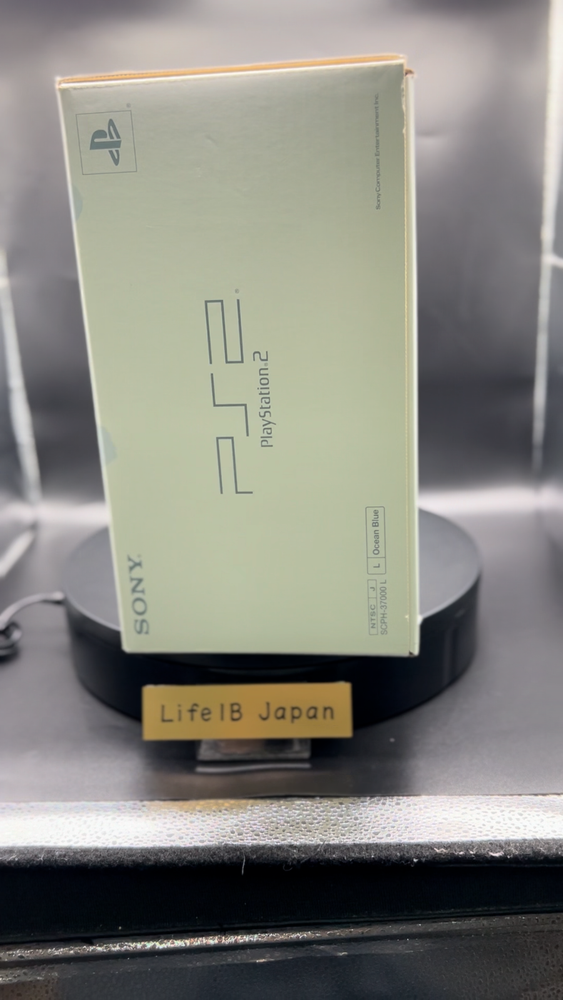 Sony Computer Entertainment Inc.
PS2
PlayStation.2
SONY.
L Ocean Blue
NTSC J
SCPH-37000 L
Life IB Japan